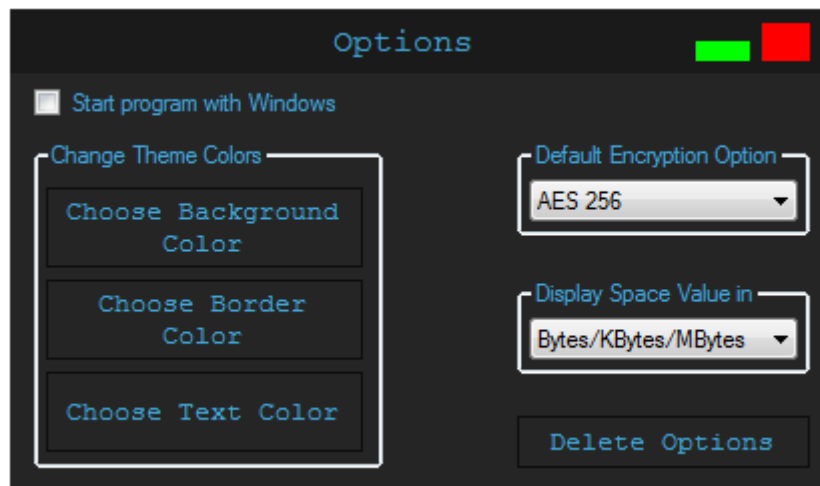 Options
Start program with Windows
Change Theme Colors
Choose Background
Color
Choose Border
Color
Choose Text Color
Default Encryption Option
AES 256
Display Space Value in
Bytes/KBytes/MBytes
Delete Options